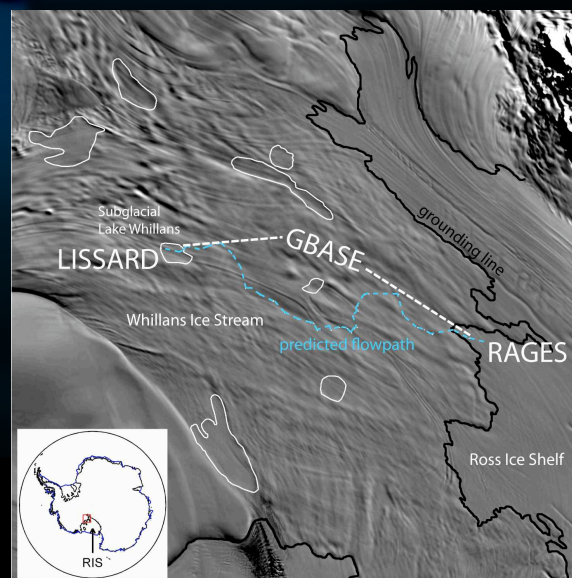 grounding line
Subglacial
Lake Whillans
GBASE
LISSARD
Whillans Ice Stream
predicted flowpath
RAGES
Ross Ice Shelf
RIS